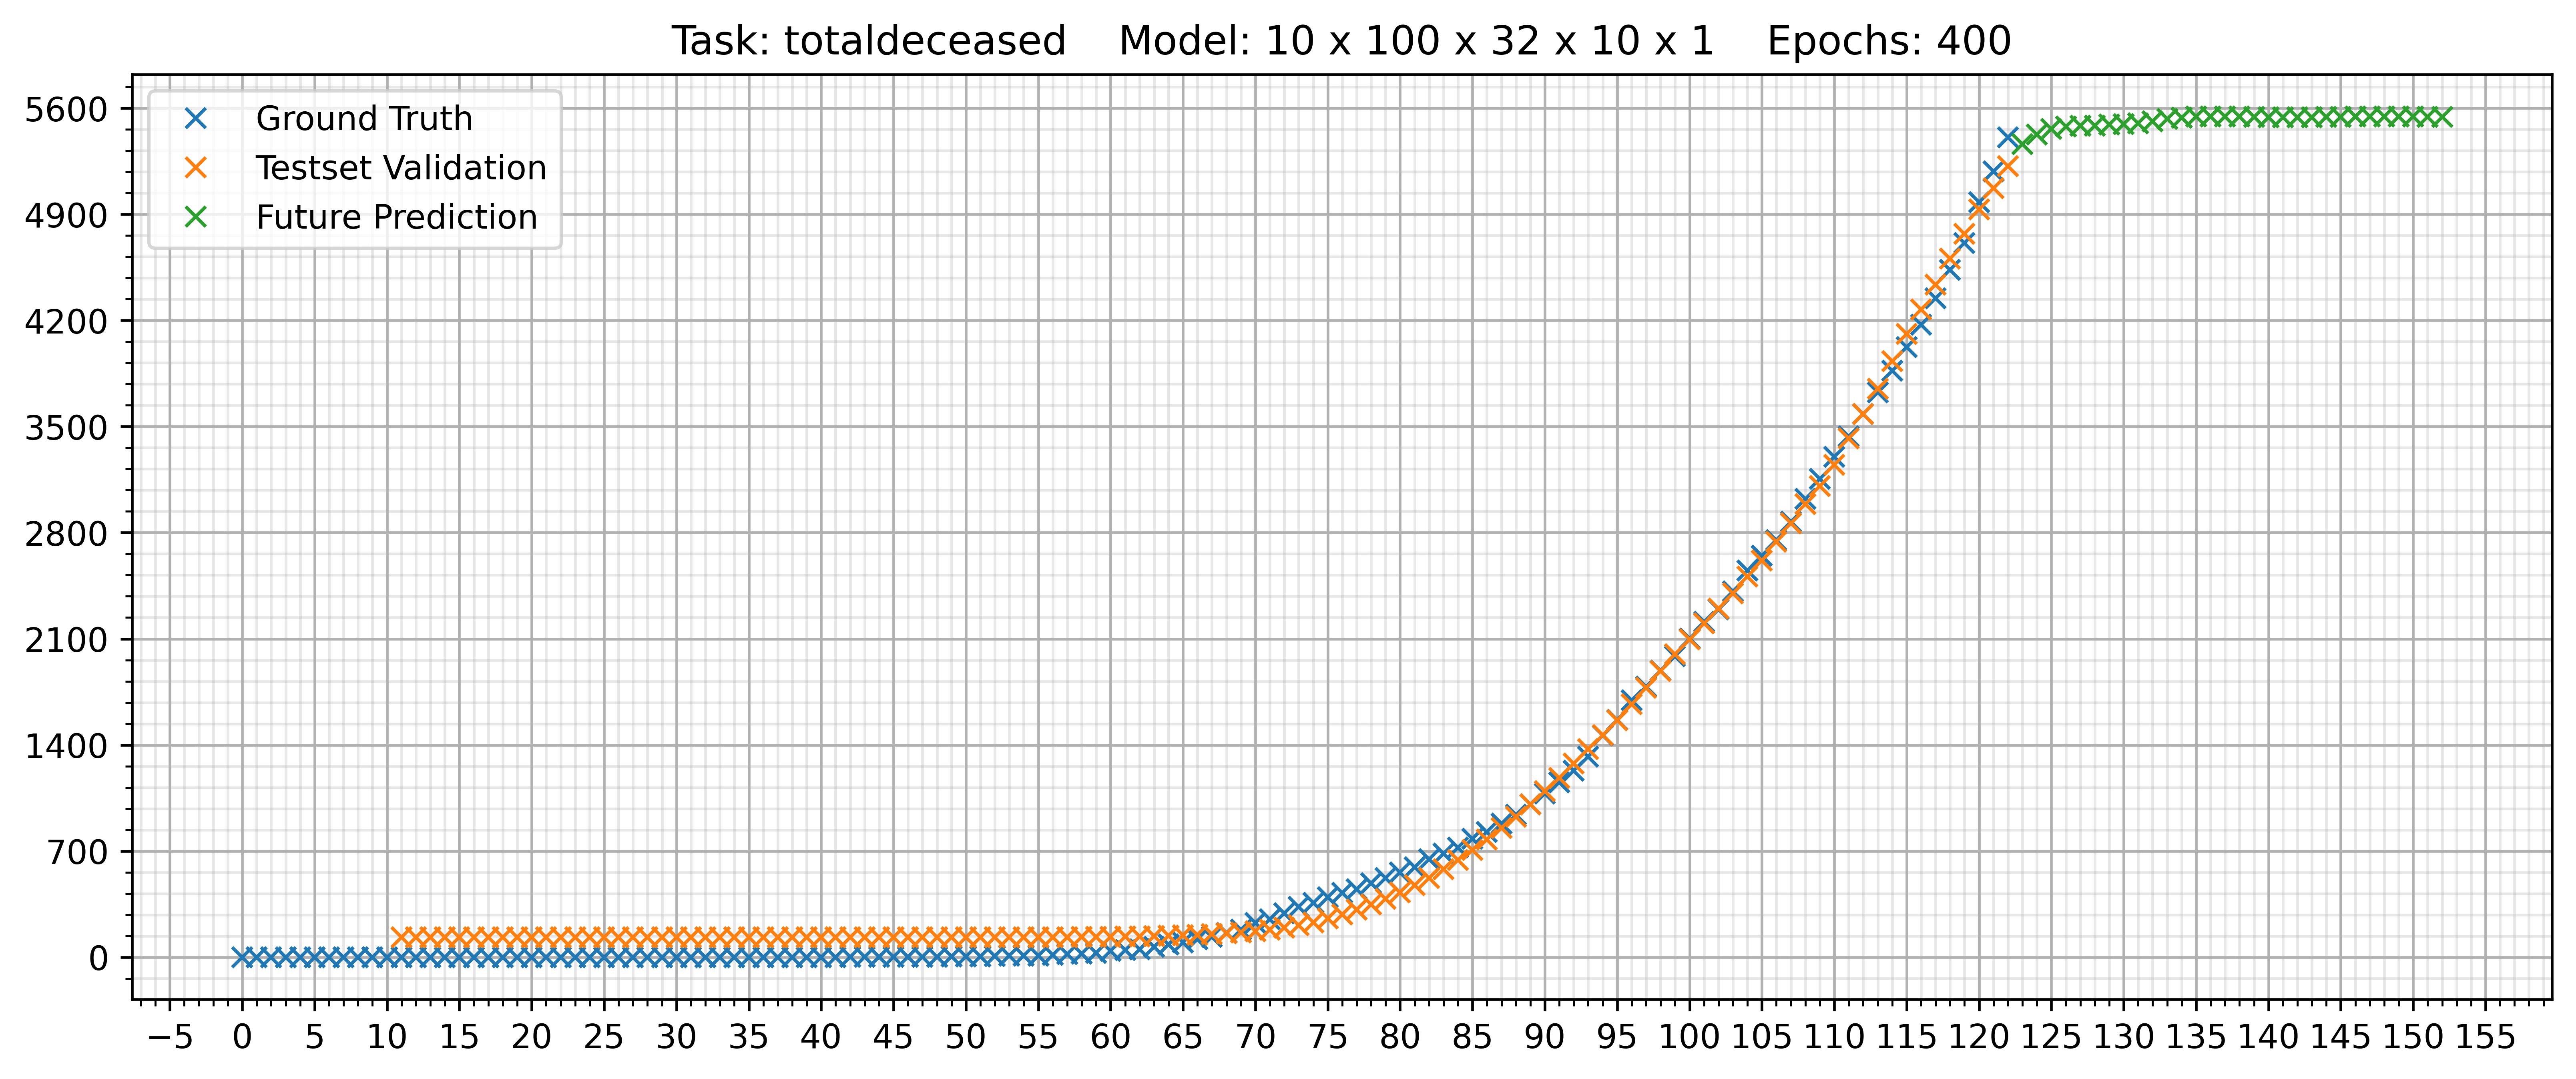 Task: totaldeceased    Model: 10 x 100 x 32 x 10 x 1    Epochs: 400
Ground Truth
Testset Validation
Future Prediction
5600
4900
4200
3500
2800
2100
1400
700
0
−5 0 5 10 15 20 25 30 35 40 45 50 55 60 65 70 75 80 85 90 95 100 105 110 115 120 125 130 135 140 145 150 155